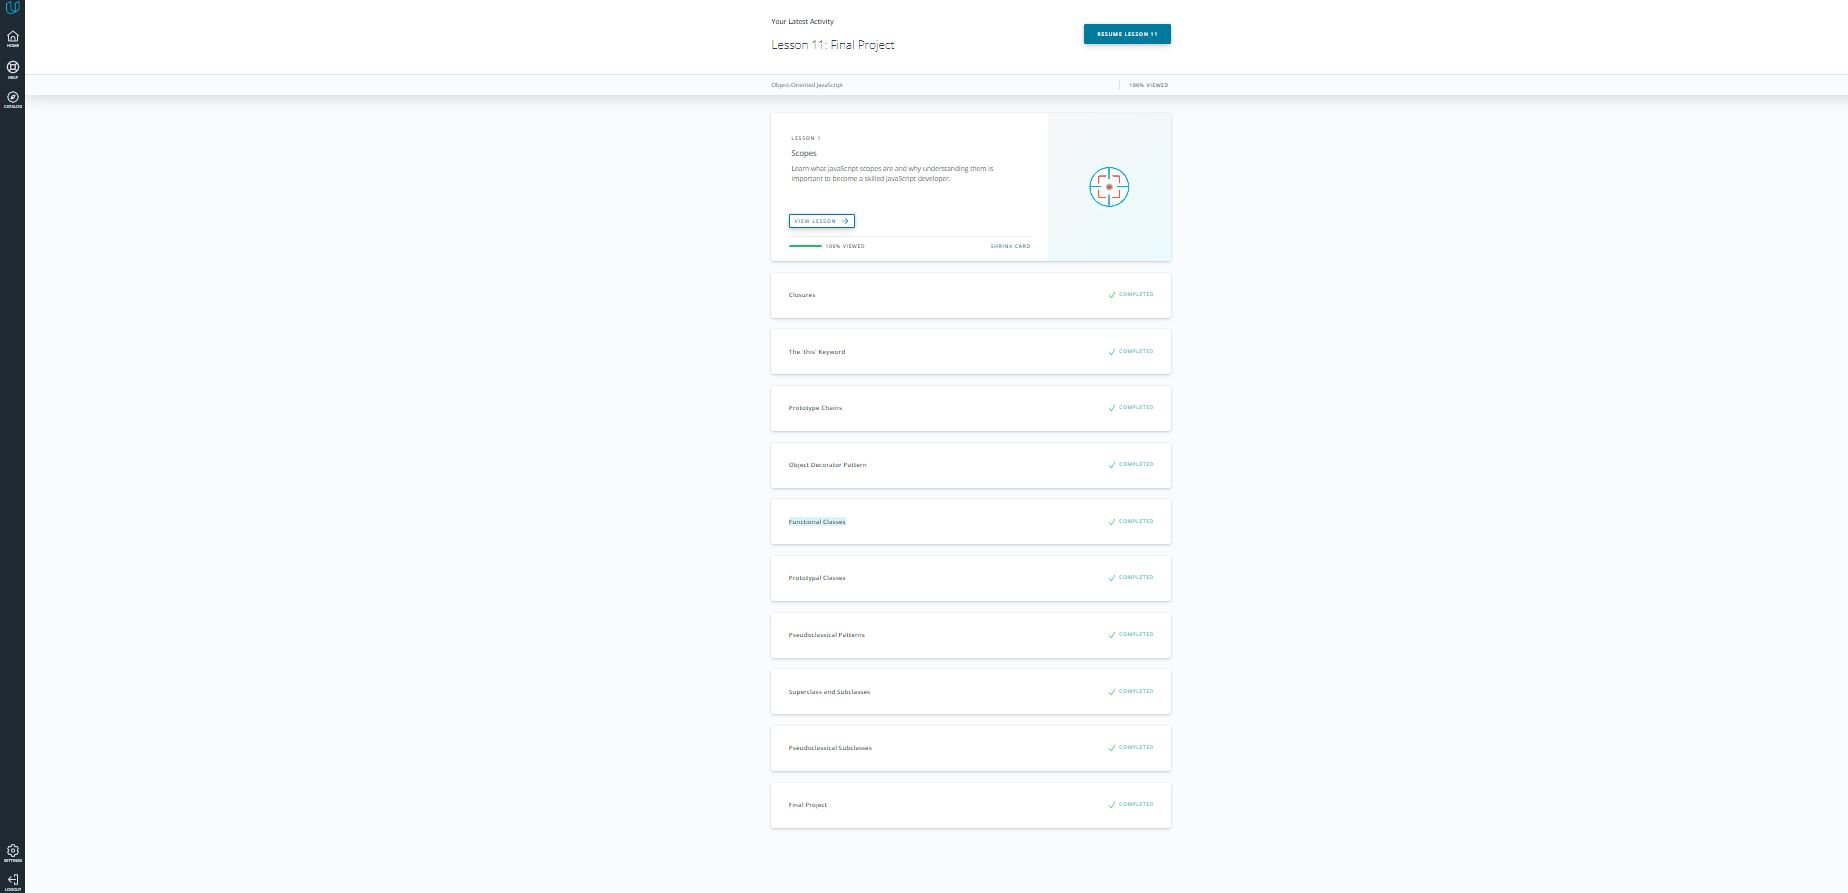 HOME
HELP
CATALOG
SETTINGS
LOGOUT
Your Latest Activity
Lesson 11: Final Project
RESUME LESSON 11
Object-Oriented JavaScript
100% VIEWED
LESSON 1
Scopes
Learn what JavaScript scopes are and why understanding them is
important to become a skilled JavaScript developer.
VIEW LESSON
100% VIEWED
SHRINK CARD
Closures
COMPLETED
The 'this' Keyword
COMPLETED
Prototype Chains
COMPLETED
Object Decorator Pattern
COMPLETED
Functional Classes
COMPLETED
Prototypal Classes
COMPLETED
Pseudoclassical Patterns
COMPLETED
Superclass and Subclasses
COMPLETED
Pseudoclassical Subclasses
COMPLETED
Final Project
COMPLETED